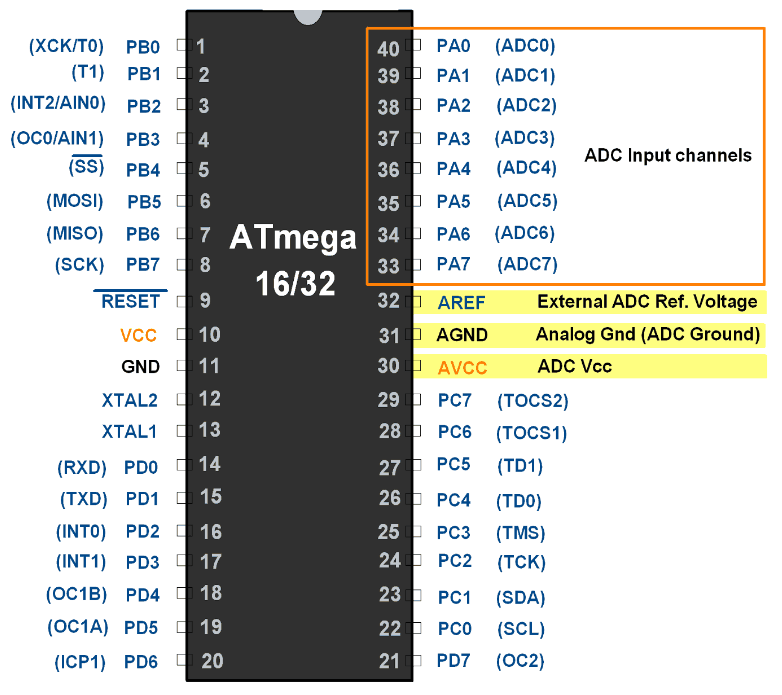 (XCK/T0) PB0 1 40 PA0 (ADC0)
(T1) PB1 2 39 PA1 (ADC1)
(INT2/AIN0) PB2 3 38 PA2 (ADC2)
(OC0/AIN1) PB3 4 37 PA3 (ADC3)
ADC Input channels
(SS) PB4 5 36 PA4 (ADC4)
(MOSI) PB5 6 35 PA5 (ADC5)
(MISO) PB6 7 34 PA6 (ADC6)
ATmega
(SCK) PB7 8 33 PA7 (ADC7)
16/32
RESET 9 32 AREF External ADC Ref. Voltage
VCC 10 31 AGND Analog Gnd (ADC Ground)
GND 11 30 AVCC ADC Vcc
XTAL2 12 29 PC7 (TOCS2)
XTAL1 13 28 PC6 (TOCS1)
(RXD) PD0 14 27 PC5 (TD1)
(TXD) PD1 15 26 PC4 (TD0)
(INT0) PD2 16 25 PC3 (TMS)
(INT1) PD3 17 24 PC2 (TCK)
(OC1B) PD4 18 23 PC1 (SDA)
(OC1A) PD5 19 22 PC0 (SCL)
(ICP1) PD6 20 21 PD7 (OC2)